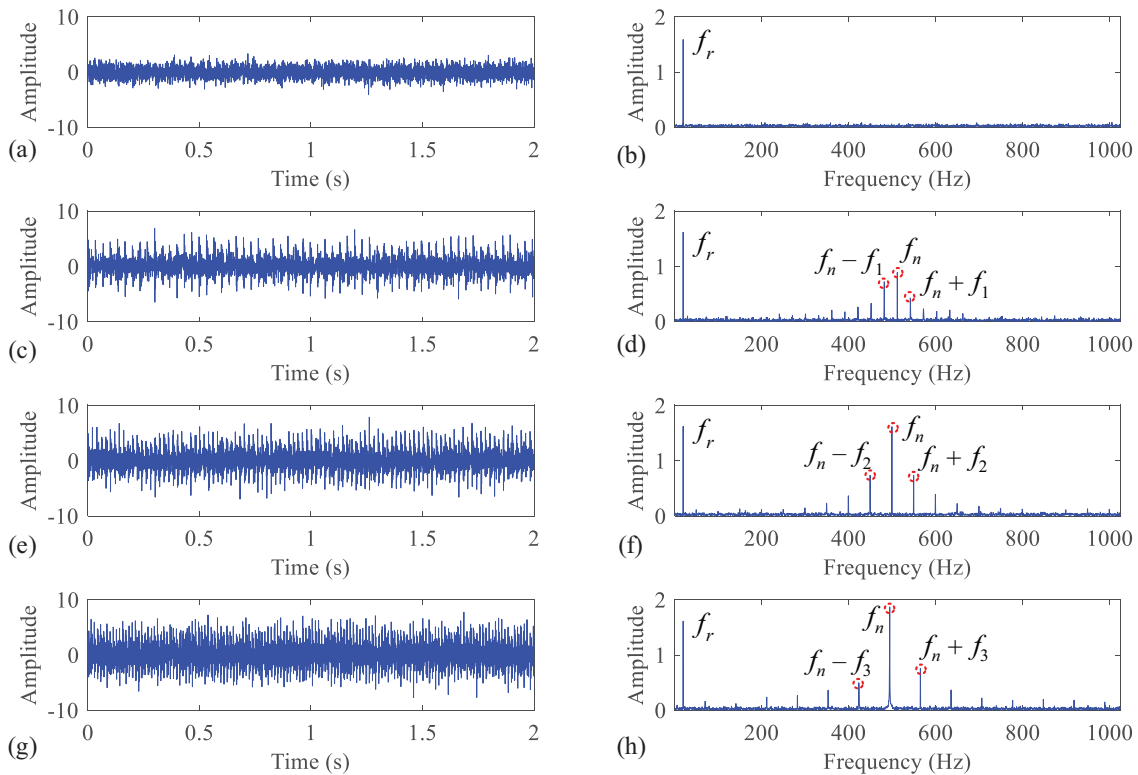 10
0
-10
Amplitude
0 0.5 1 1.5 2
Time (s)
(a)
2
1
0
Amplitude
f_r
200 400 600 800 1000
Frequency (Hz)
(b)
10
0
-10
Amplitude
0 0.5 1 1.5 2
Time (s)
(c)
2
1
0
Amplitude
f_r
f_n − f_1
f_n
f_n + f_1
200 400 600 800 1000
Frequency (Hz)
(d)
10
0
-10
Amplitude
0 0.5 1 1.5 2
Time (s)
(e)
2
1
0
Amplitude
f_r
f_n − f_2
f_n
f_n + f_2
200 400 600 800 1000
Frequency (Hz)
(f)
10
0
-10
Amplitude
0 0.5 1 1.5 2
Time (s)
(g)
2
1
0
Amplitude
f_r
f_n − f_3
f_n
f_n + f_3
200 400 600 800 1000
Frequency (Hz)
(h)